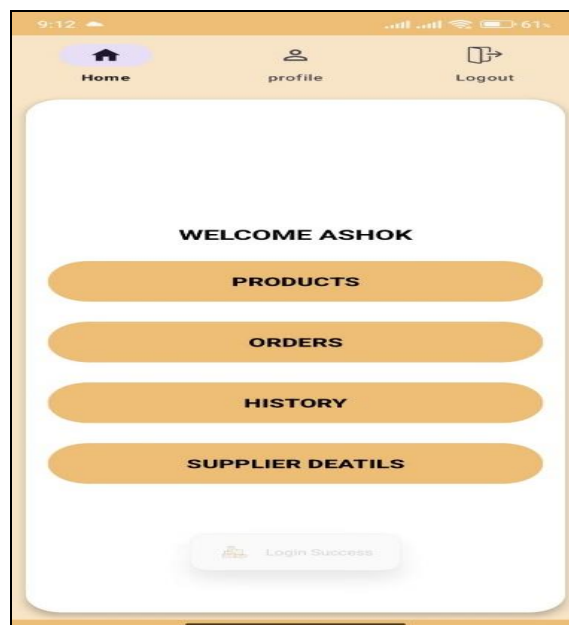 9:12 61%
Home profile Logout
WELCOME ASHOK
PRODUCTS
ORDERS
HISTORY
SUPPLIER DEATILS
Login Success